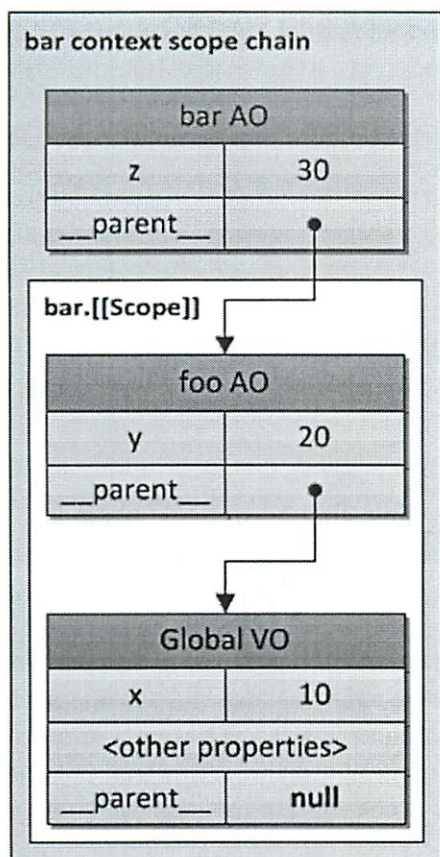 bar context scope chain
bar AO
z 30
__parent__
bar.[[Scope]]
foo AO
y 20
__parent__
Global VO
x 10
<other properties>
__parent__ null